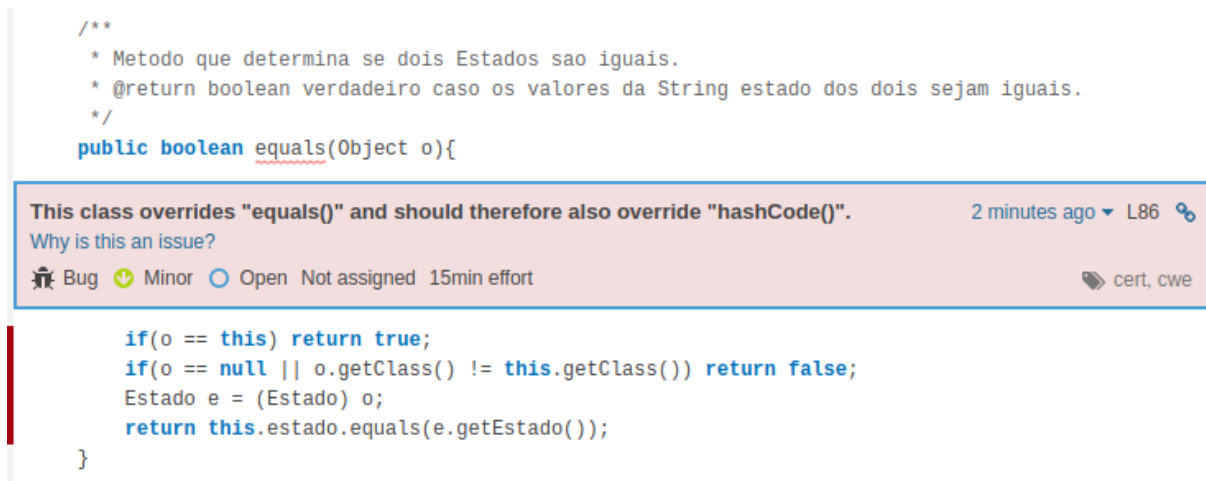 /**
* Metodo que determina se dois Estados sao iguais.
* @return boolean verdadeiro caso os valores da String estado dos dois sejam iguais.
*/
public boolean equals(Object o){
This class overrides "equals()" and should therefore also override "hashCode()". 2 minutes ago L86
Why is this an issue?
Bug Minor Open Not assigned 15min effort cert, cwe
if(o == this) return true;
if(o == null || o.getClass() != this.getClass()) return false;
Estado e = (Estado) o;
return this.estado.equals(e.getEstado());
}